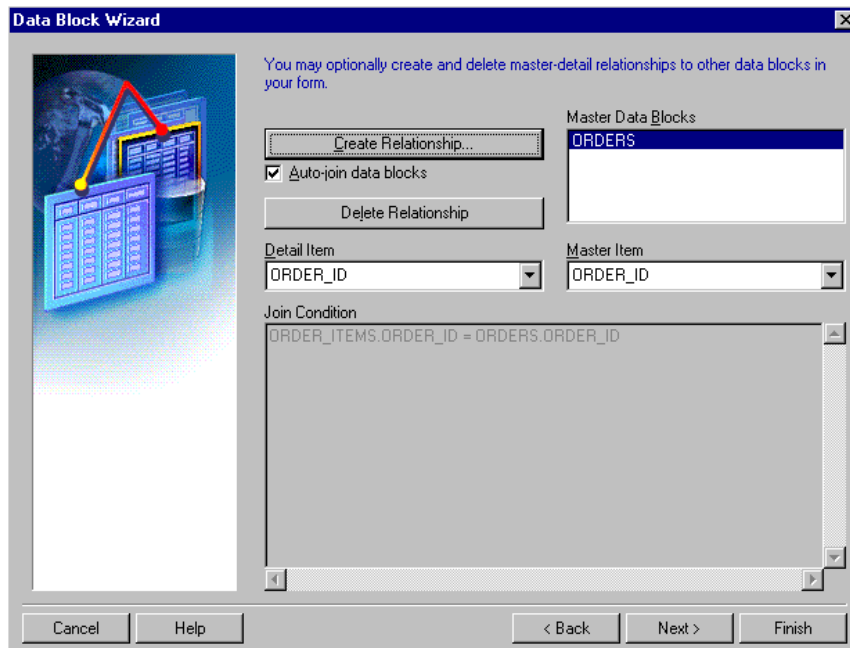 Data Block Wizard
You may optionally create and delete master-detail relationships to other data blocks in
your form.
Create Relationship...
Auto-join data blocks
Delete Relationship
Master Data Blocks
ORDERS
Detail Item
ORDER_ID
Master Item
ORDER_ID
Join Condition
ORDER_ITEMS.ORDER_ID = ORDERS.ORDER_ID
Cancel
Help
< Back
Next >
Finish